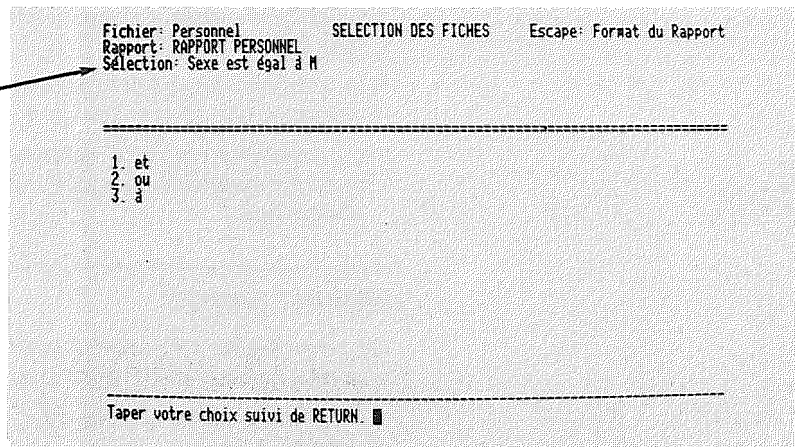 Fichier: Personnel SELECTION DES FICHES Escape: Format du Rapport
Rapport: RAPPORT PERSONNEL
Sélection: Sexe est égal à M
1. et
2. ou
3. à
Taper votre choix suivi de RETURN.